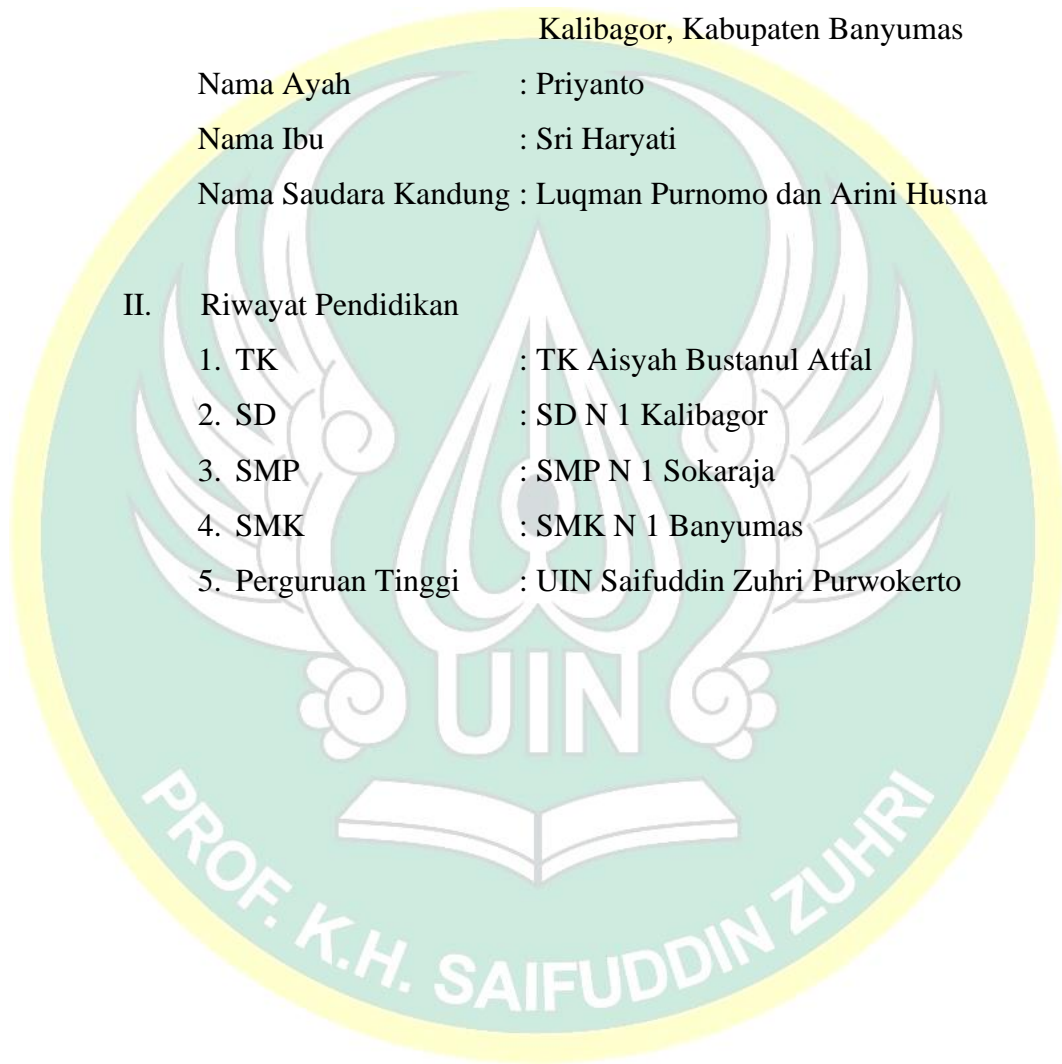 Kalibagor, Kabupaten Banyumas
Nama Ayah : Priyanto
Nama Ibu : Sri Haryati
Nama Saudara Kandung : Luqman Purnomo dan Arini Husna
II. Riwayat Pendidikan
1. TK : TK Aisyah Bustanul Atfal
2. SD : SD N 1 Kalibagor
3. SMP : SMP N 1 Sokaraja
4. SMK : SMK N 1 Banyumas
5. Perguruan Tinggi : UIN Saifuddin Zuhri Purwokerto
UIN
PROF. K.H. SAIFUDDIN ZUHRI